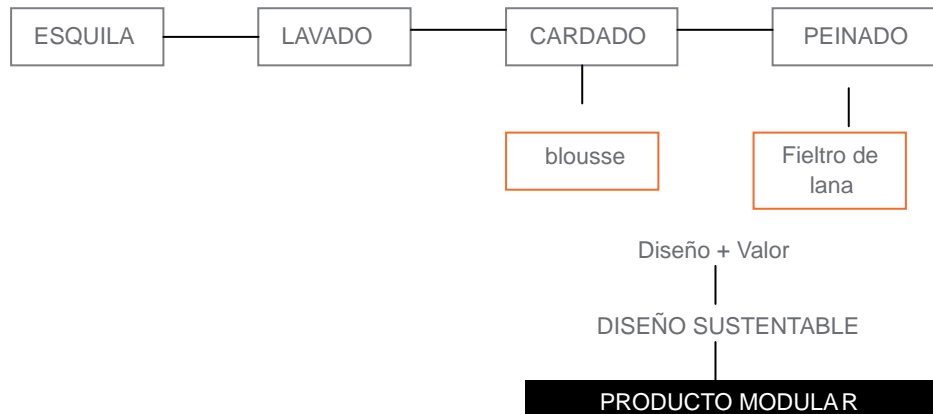 ESQUILA
LAVADO
CARDADO
PEINADO
blousse
Fieltro de
lana
Diseño + Valor
DISEÑO SUSTENTABLE
PRODUCTO MODULAR